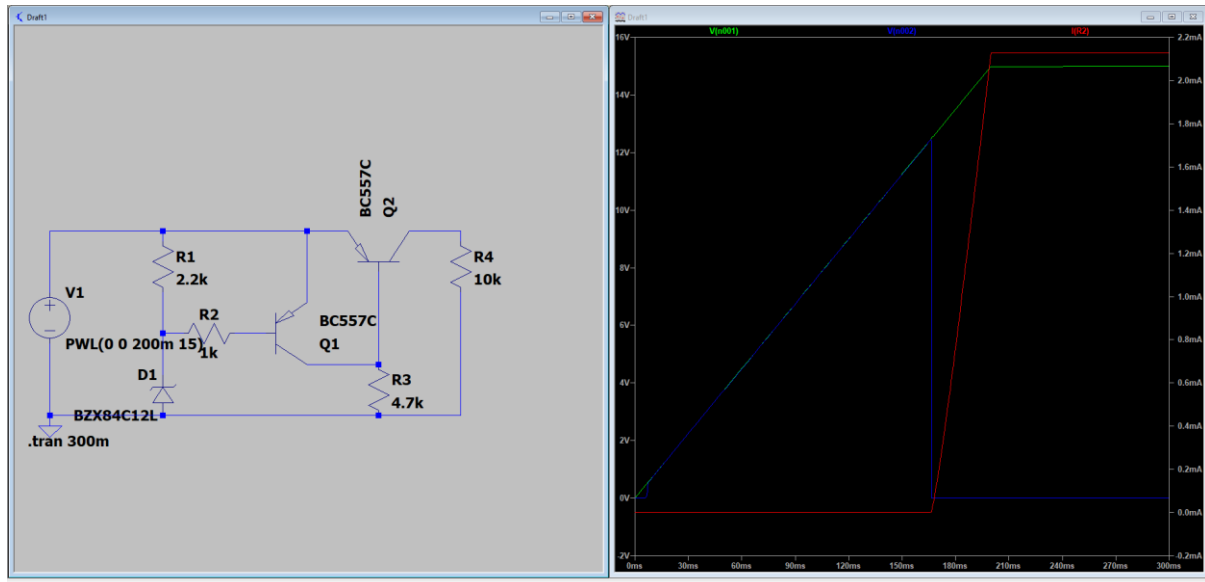 Draft1
BC557C
Q2
R1
2.2k
R4
10k
V1
R2
1k
BC557C
Q1
PWL(0 0 200m 15)
D1
R3
4.7k
BZX84C12L
.tran 300m
Draft1
V(n001)
V(n002)
I(R2)
16V
14V
12V
10V
8V
6V
4V
2V
0V
-2V
2.2mA
2.0mA
1.8mA
1.6mA
1.4mA
1.2mA
1.0mA
0.8mA
0.6mA
0.4mA
0.2mA
0.0mA
-0.2mA
0ms 30ms 60ms 90ms 120ms 150ms 180ms 210ms 240ms 270ms 300ms